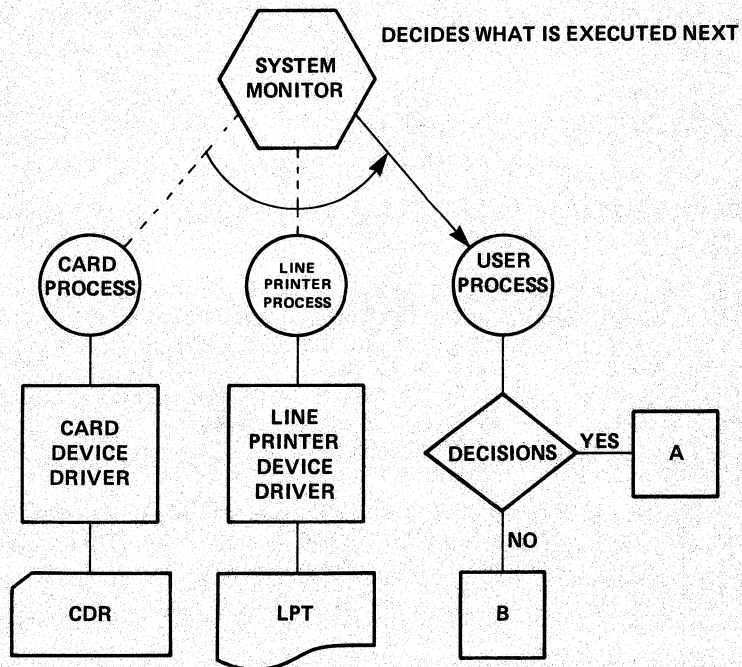 DECIDES WHAT IS EXECUTED NEXT
SYSTEM
MONITOR
CARD
PROCESS
LINE
PRINTER
PROCESS
USER
PROCESS
CARD
DEVICE
DRIVER
LINE
PRINTER
DEVICE
DRIVER
DECISIONS
YES
A
NO
CDR
LPT
B